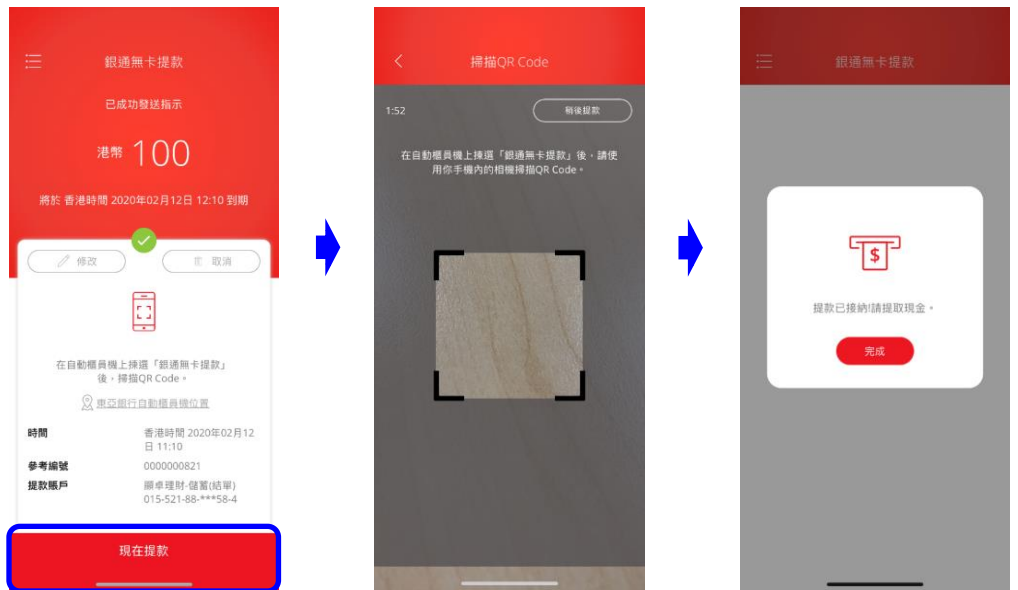 銀通無卡提款
已成功發送指示
港幣 100
將於 香港時間 2020年02月12日 12:10 到期
修改
取消
在自動櫃員機上揀選「銀通無卡提款」
後，掃描QR Code。
東亞銀行自動櫃員機位置
時間 香港時間 2020年02月12
日 11:10
參考編號 0000000821
提款賬戶 顯卓理財-儲蓄(結單)
015-521-88-***58-4
現在提款
掃描QR Code
1:52
稍後提款
在自動櫃員機上揀選「銀通無卡提款」後，請使
用你手機內的相機掃描QR Code。
銀通無卡提款
$
提款已接納!請提取現金。
完成